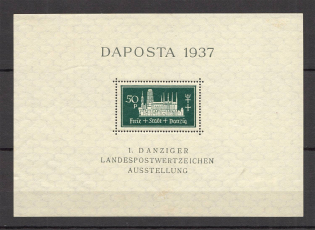 DAPOSTA 1937
50
P
Freie + Stadt + Danzig
1. DANZIGER
LANDESPOSTWERTZEICHEN
AUSSTELLUNG